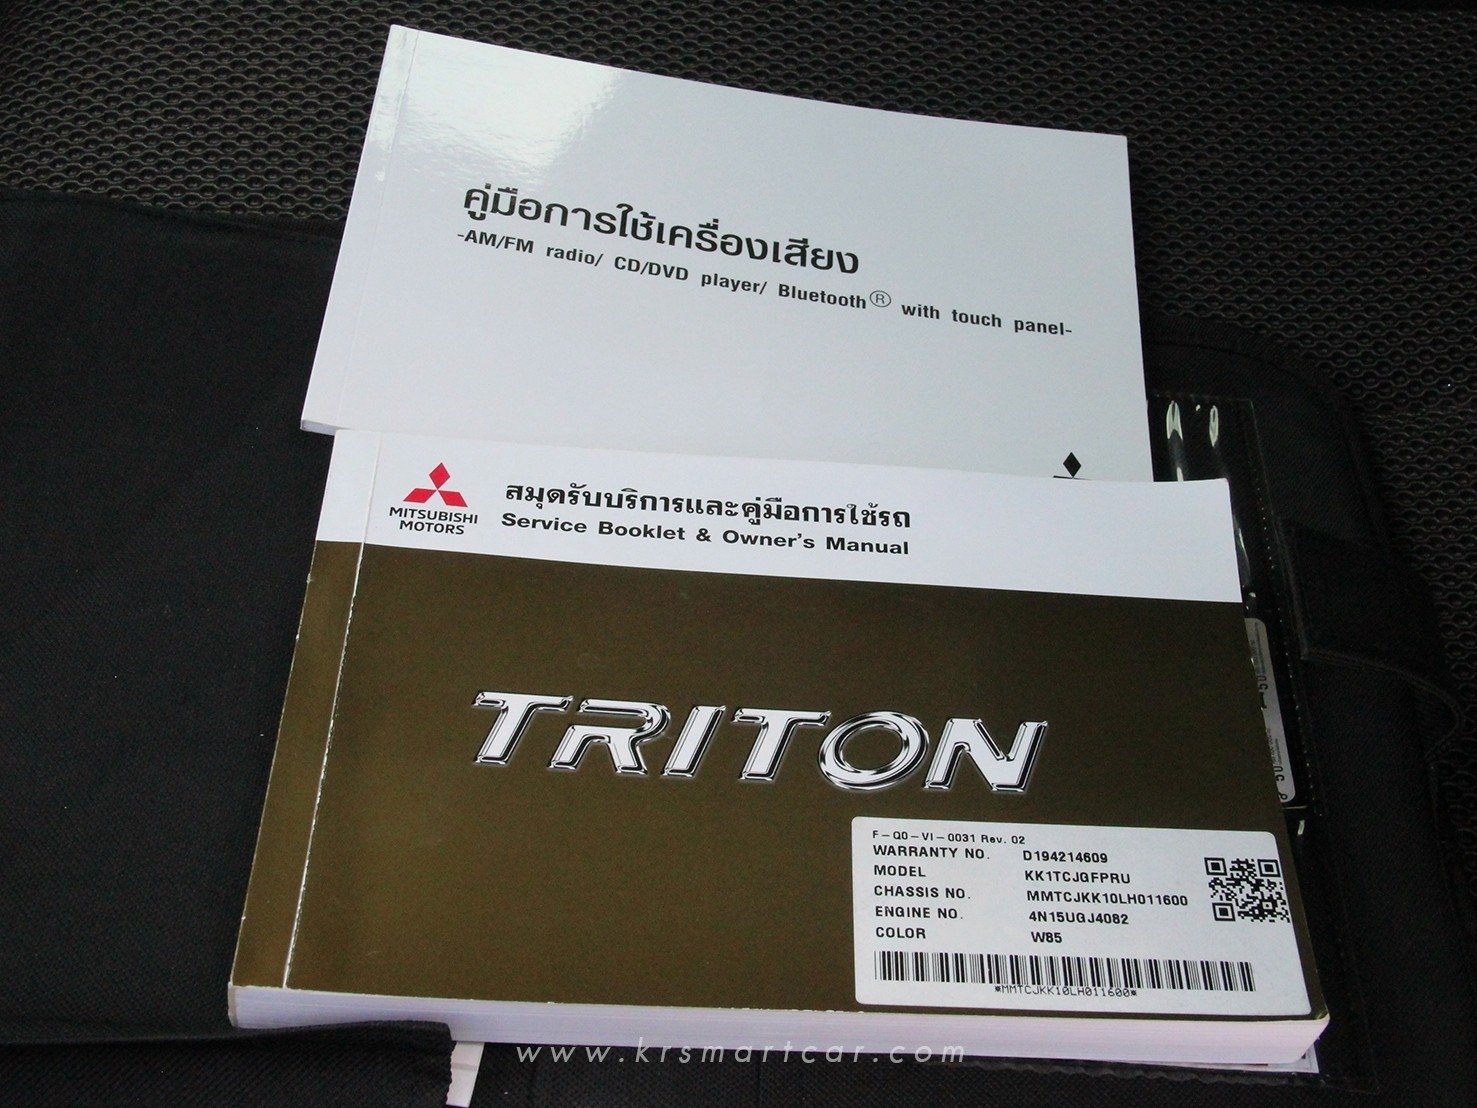 คู่มือการใช้เครื่องเสียง
-AM/FM radio/ CD/DVD player/ Bluetooth® with touch panel-
MITSUBISHI
MOTORS
สมุดรับบริการและคู่มือการใช้รถ
Service Booklet & Owner's Manual
TRITON
F-QO-VI-0031 Rev. 02
WARRANTY NO. D194214609
MODEL KK1TCJGFPRU
CHASSIS NO. MMTCJKK10LH011600
ENGINE NO. 4N15UGJ4082
COLOR W85
*MMTCJKK10LH011600*
www.krsmartcar.com